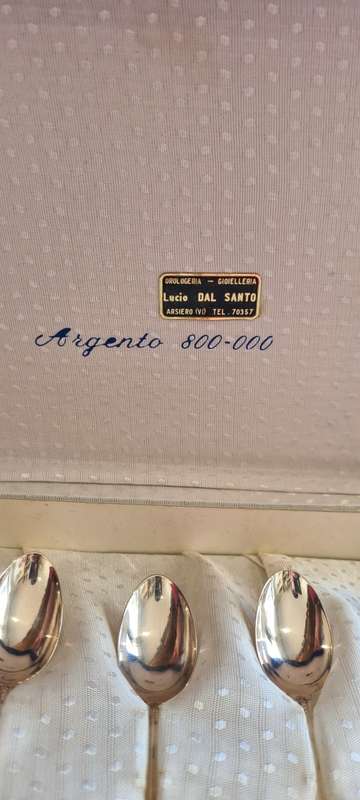 OROLOGERIA – GIOIELLERIA
Lucio DAL SANTO
ARSIERO (VI) TEL. 70357
Argento 800-000